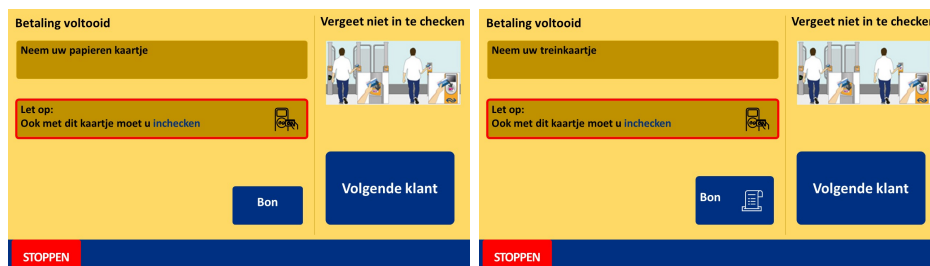 Betaling voltooid
Neem uw papieren kaartje
Let op:
Ook met dit kaartje moet u inchecken
Bon
STOPPEN
Vergeet niet in te checken
Volgende klant
Betaling voltooid
Neem uw treinkaartje
Let op:
Ook met dit kaartje moet u inchecken
Bon
STOPPEN
Vergeet niet in te checken
Volgende klant